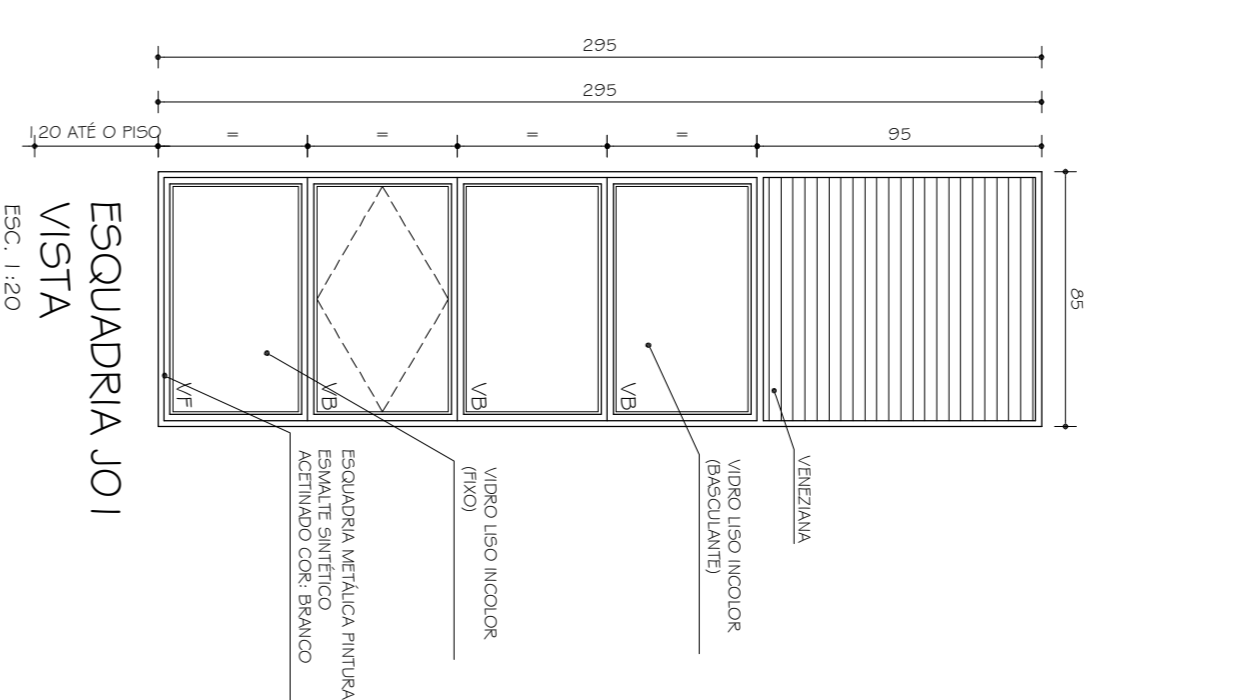 295
295
1,20 ATÉ O PISO
=
=
=
=
95
85
VF
VB
VB
VB
VENEZIANA
VIDRO LISO INCOLOR
(BASCULANTE)
VIDRO LISO INCOLOR
(FIXO)
ESQUADRIA METÁLICA PINTURA
ESMALTE SINTÉTICO
ACETINADO COR: BRANCO
ESQUADRIA JO1
VISTA
ESC. 1:20